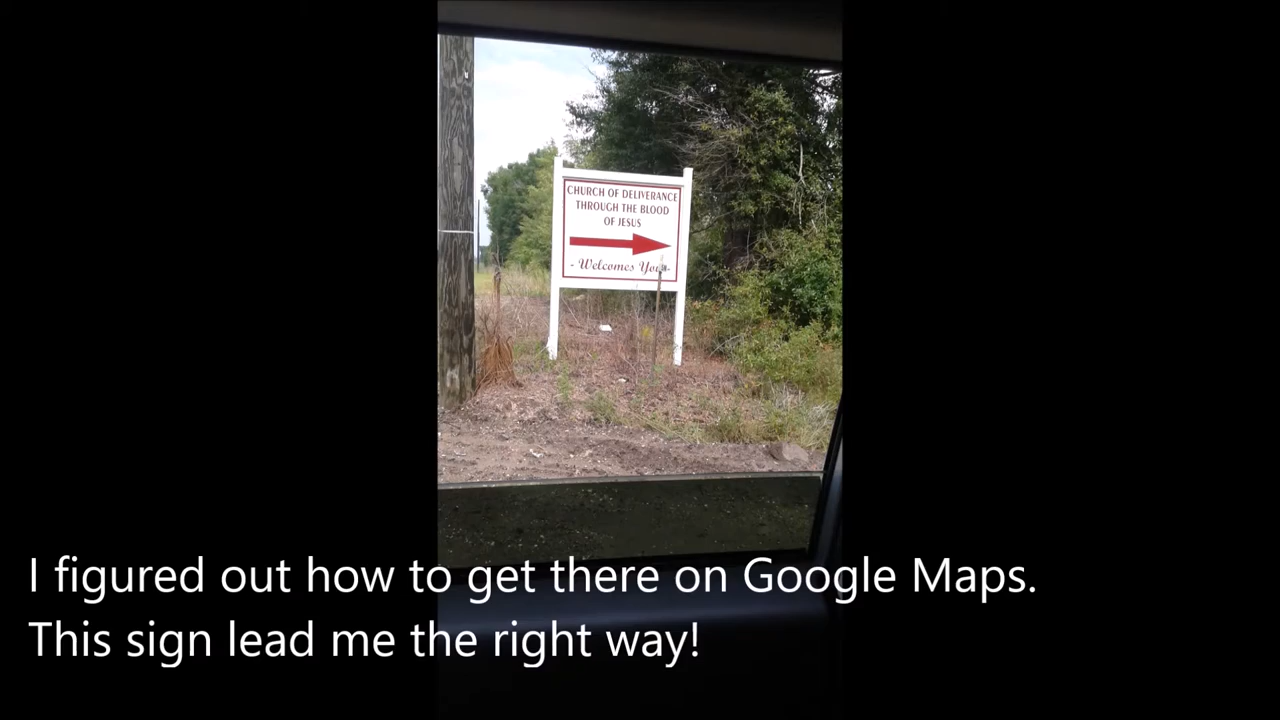 CHURCH OF DELIVERANCE
THROUGH THE BLOOD
OF JESUS
- Welcomes You -
I figured out how to get there on Google Maps.
This sign lead me the right way!